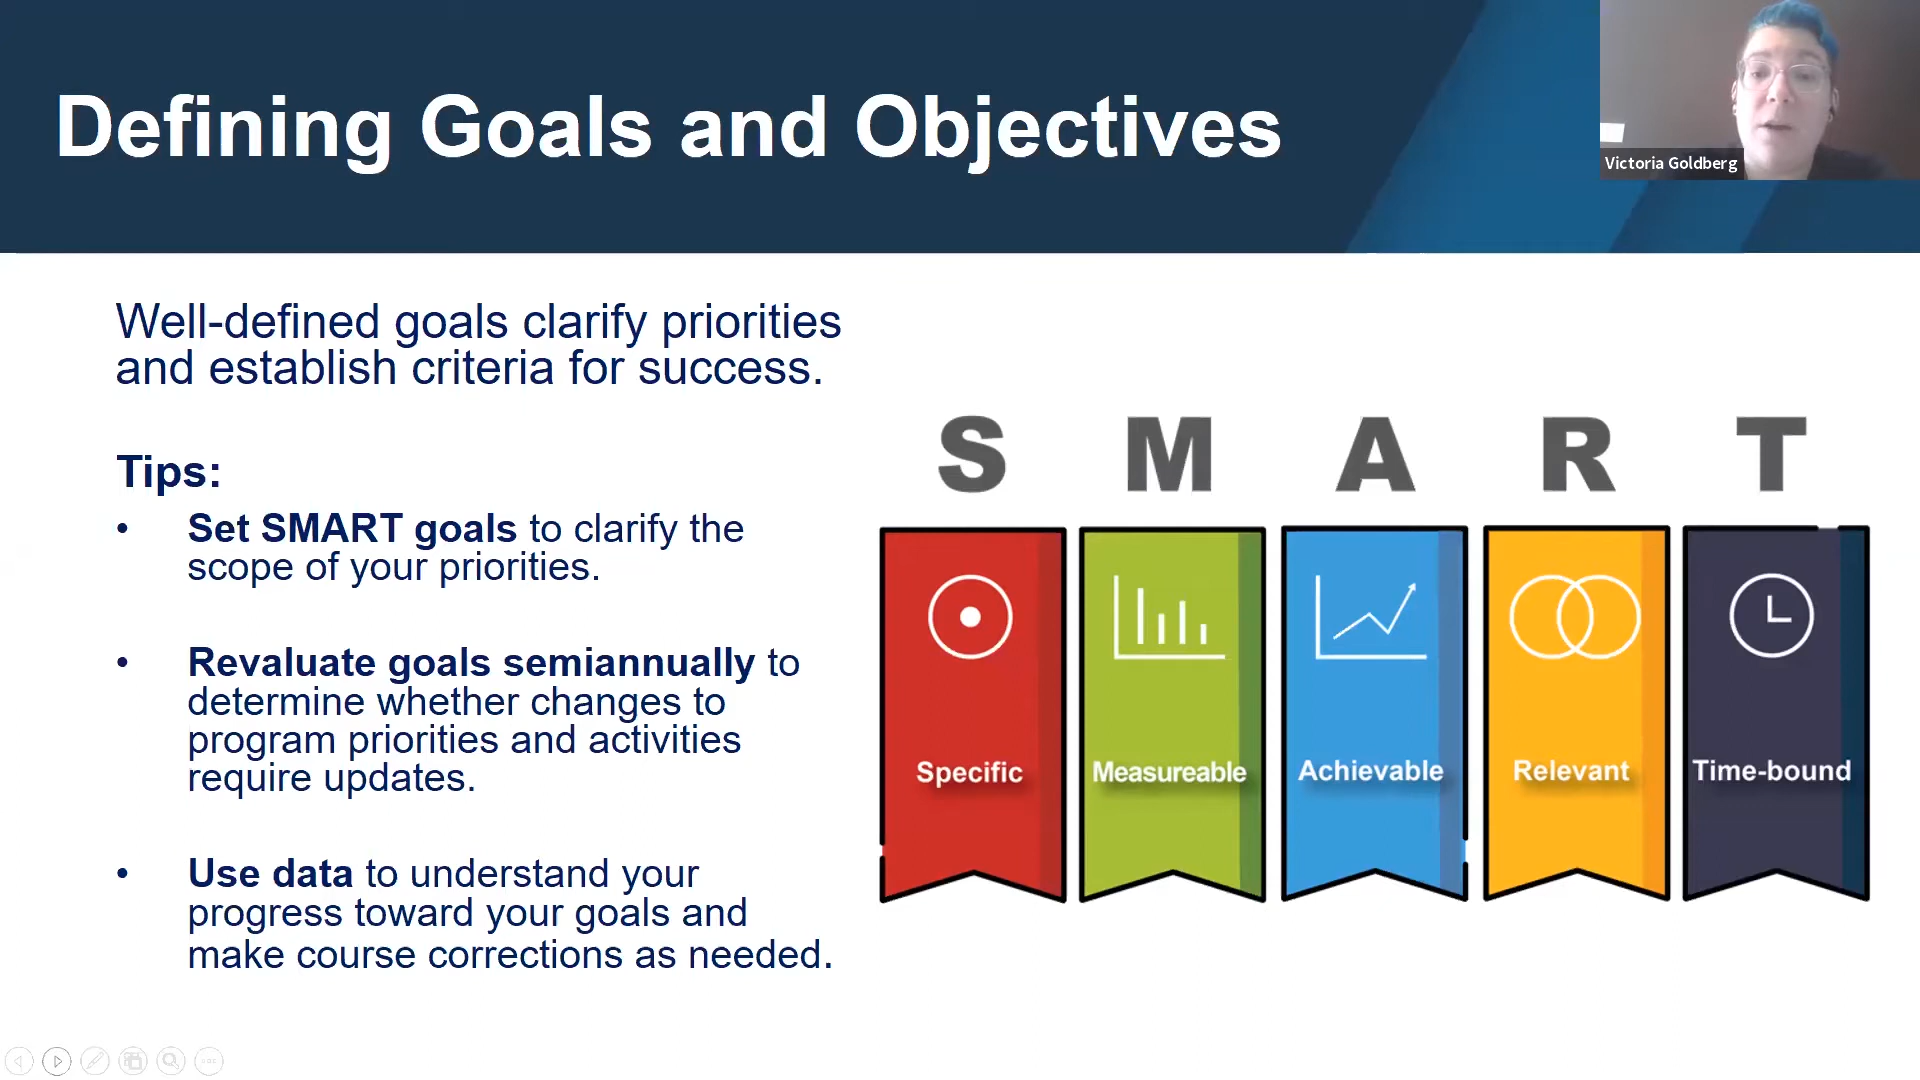 Defining Goals and Objectives
Victoria Goldberg
Well-defined goals clarify priorities
and establish criteria for success.
Tips:
• Set SMART goals to clarify the
scope of your priorities.
• Revaluate goals semiannually to
determine whether changes to
program priorities and activities
require updates.
• Use data to understand your
progress toward your goals and
make course corrections as needed.
S M A R T
Specific Measureable Achievable Relevant Time-bound